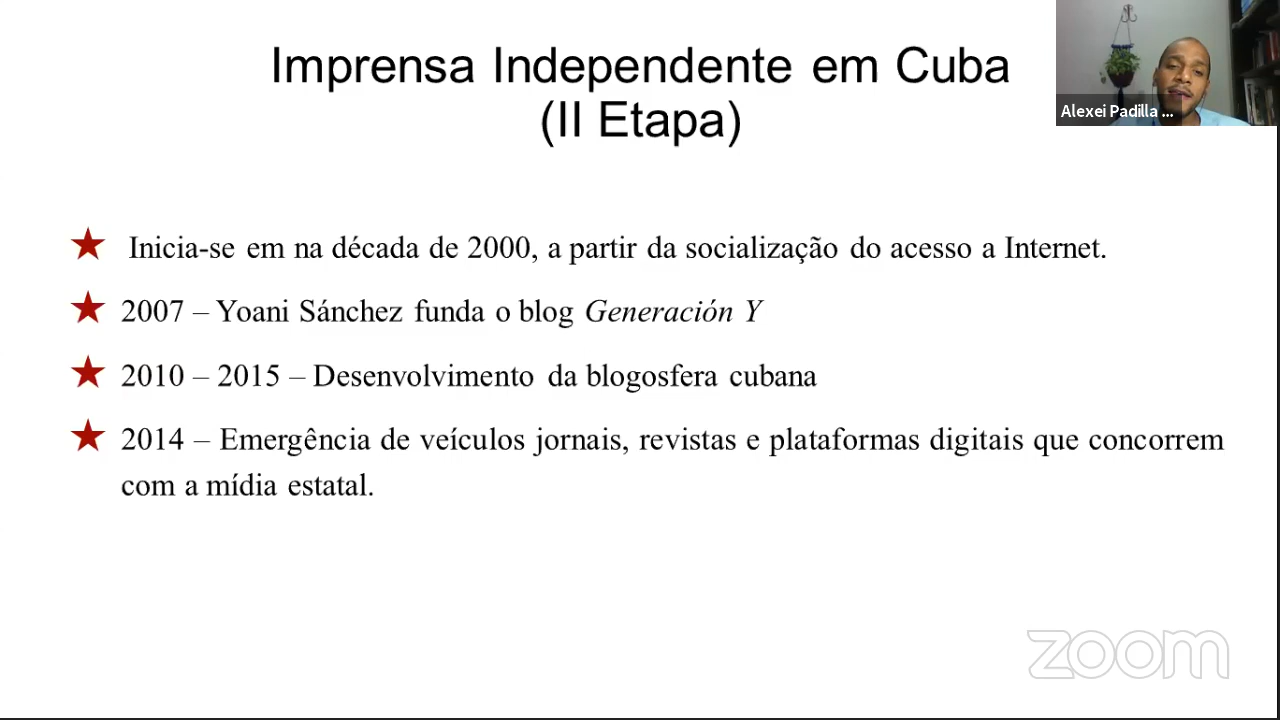 Imprensa Independente em Cuba
(II Etapa)
Alexei Padilla ...
Inicia-se em na década de 2000, a partir da socialização do acesso a Internet.
2007 – Yoani Sánchez funda o blog Generación Y
2010 – 2015 – Desenvolvimento da blogosfera cubana
2014 – Emergência de veículos jornais, revistas e plataformas digitais que concorrem
com a mídia estatal.
zoom